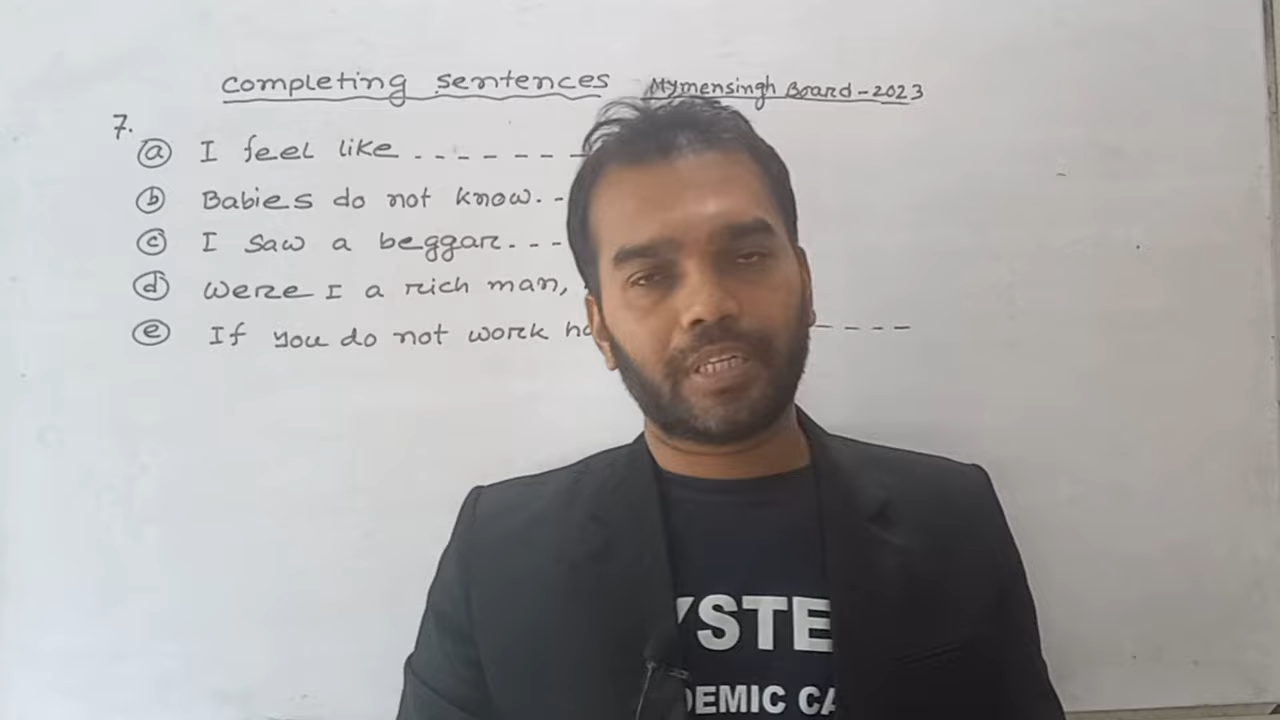 completing sentences Mymensingh Board-2023
7.
ⓐ I feel like -------
ⓑ Babies do not know. -
ⓒ I saw a beggar. ---
ⓓ Were I a rich man,
ⓔ If you do not work ----
YSTE
DEMIC CA